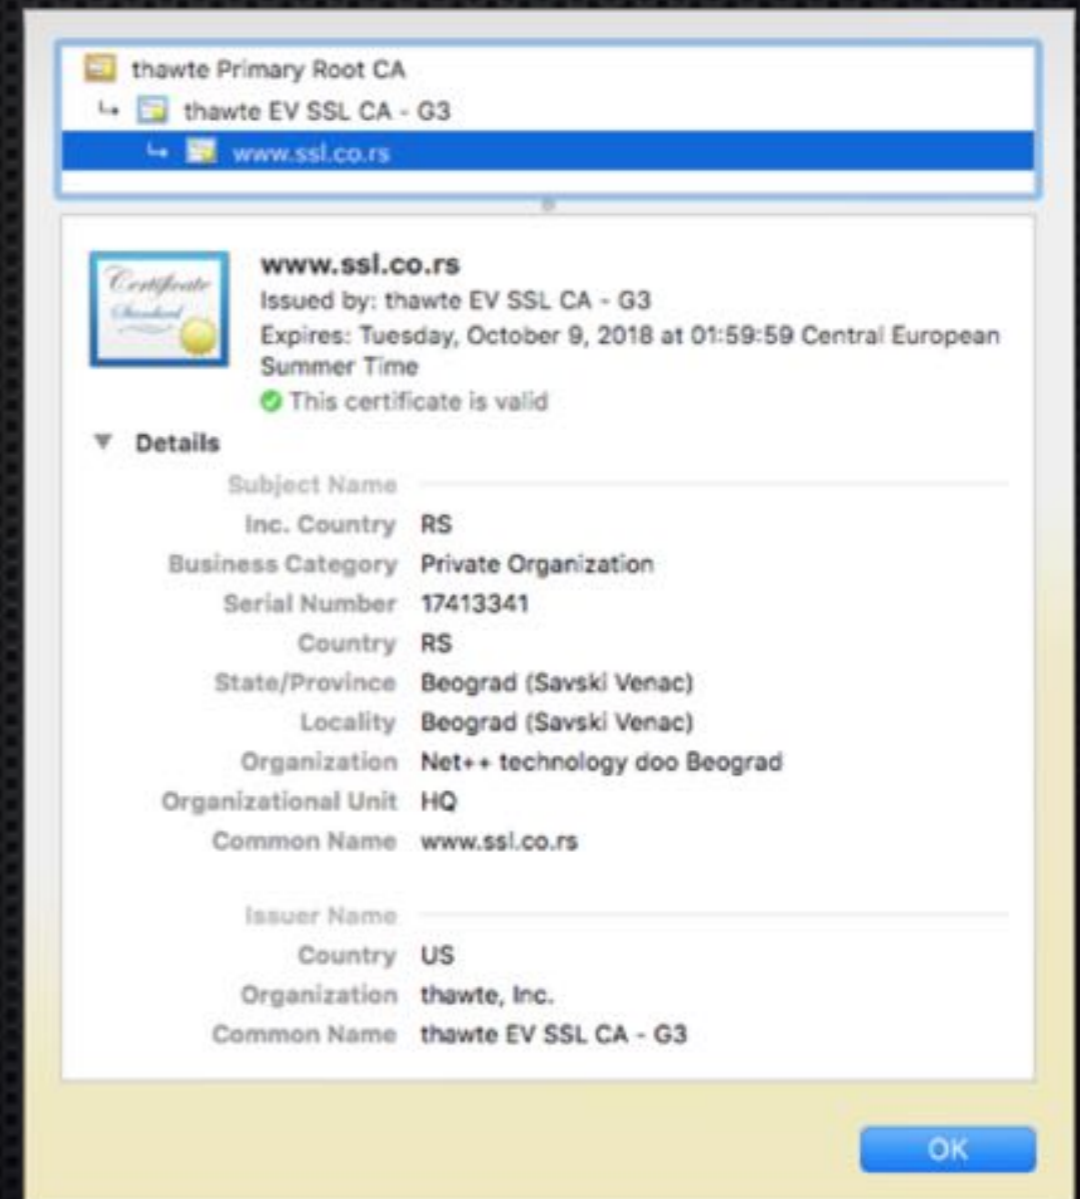 thawte Primary Root CA
thawte EV SSL CA - G3
www.ssl.co.rs
Certificate
Standard
www.ssl.co.rs
Issued by: thawte EV SSL CA - G3
Expires: Tuesday, October 9, 2018 at 01:59:59 Central European
Summer Time
This certificate is valid
Details
Subject Name
Inc. Country RS
Business Category Private Organization
Serial Number 17413341
Country RS
State/Province Beograd (Savski Venac)
Locality Beograd (Savski Venac)
Organization Net++ technology doo Beograd
Organizational Unit HQ
Common Name www.ssl.co.rs
Issuer Name
Country US
Organization thawte, Inc.
Common Name thawte EV SSL CA - G3
OK